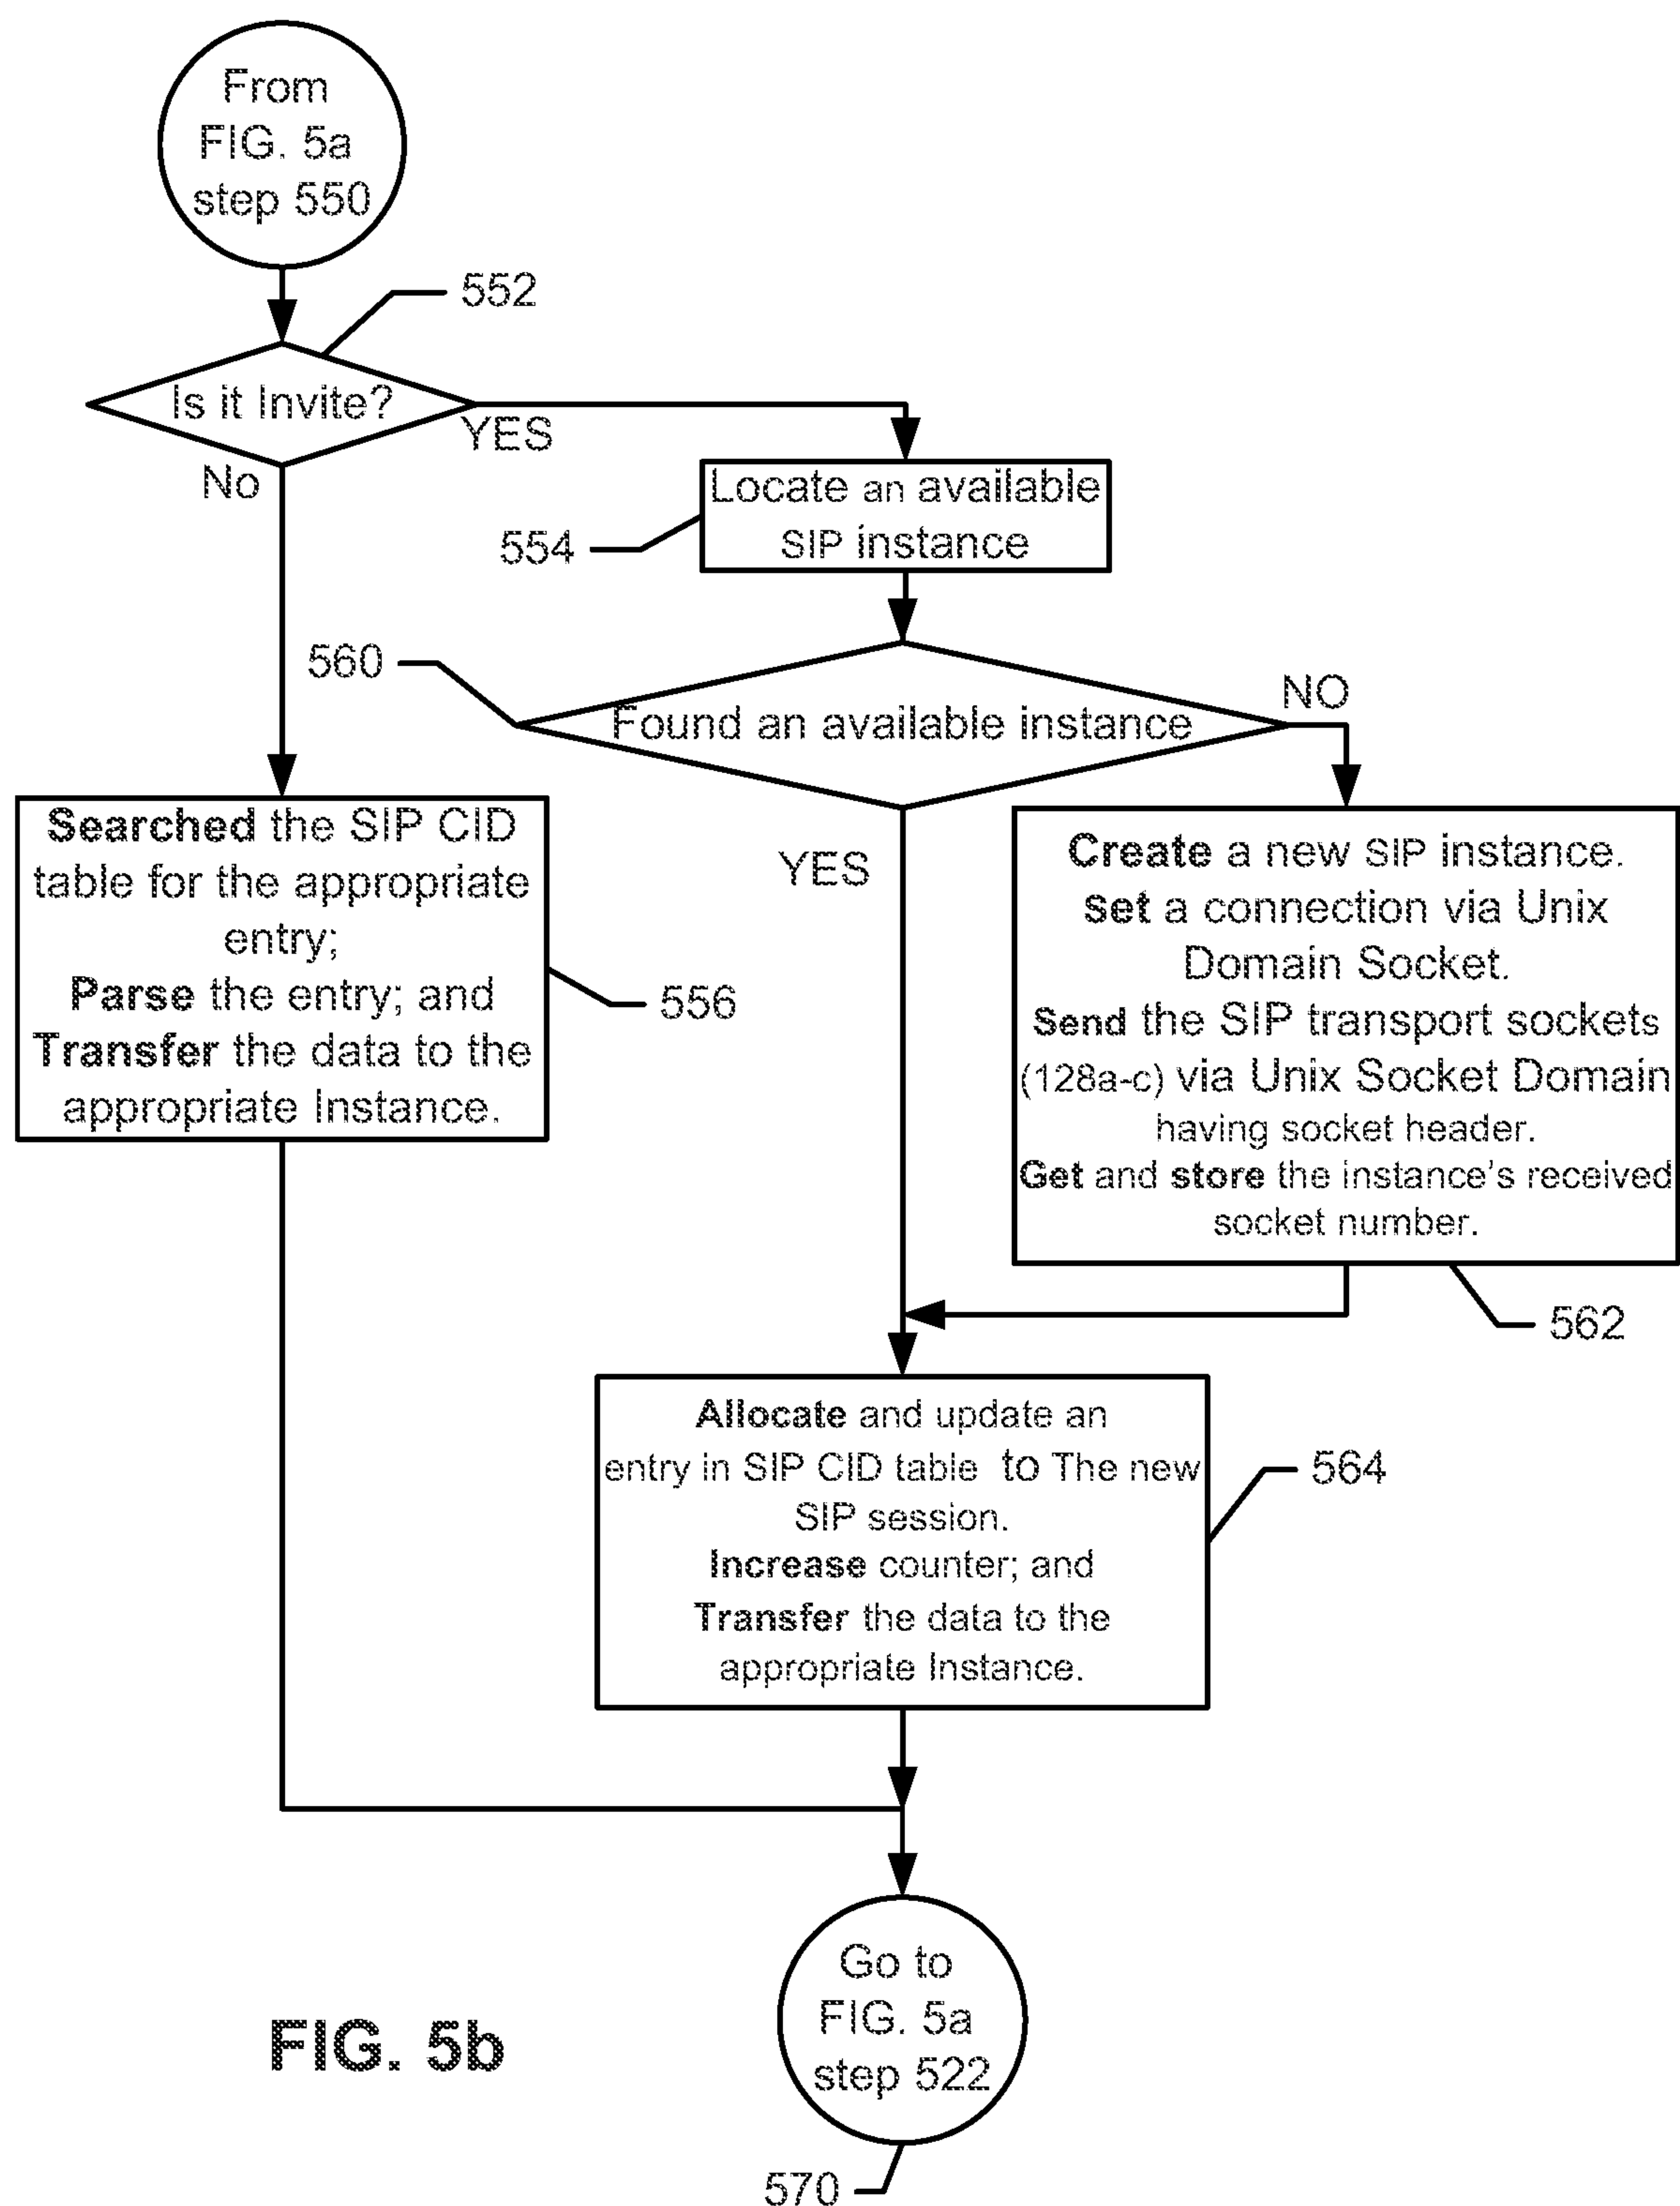 From
FIG. 5a
step 550
552
Is it Invite?
YES
No
Locate an available
SIP instance
554
560
Found an available instance
NO
YES
Searched the SIP CID
table for the appropriate
entry;
Parse the entry; and
Transfer the data to the
appropriate Instance.
556
Create a new SIP instance.
Set a connection via Unix
Domain Socket.
Send the SIP transport sockets
(128a-c) via Unix Socket Domain
having socket header.
Get and store the instance's received
socket number.
562
Allocate and update an
entry in SIP CID table to The new
SIP session.
Increase counter; and
Transfer the data to the
appropriate Instance.
564
Go to
FIG. 5a
step 522
570
FIG. 5b